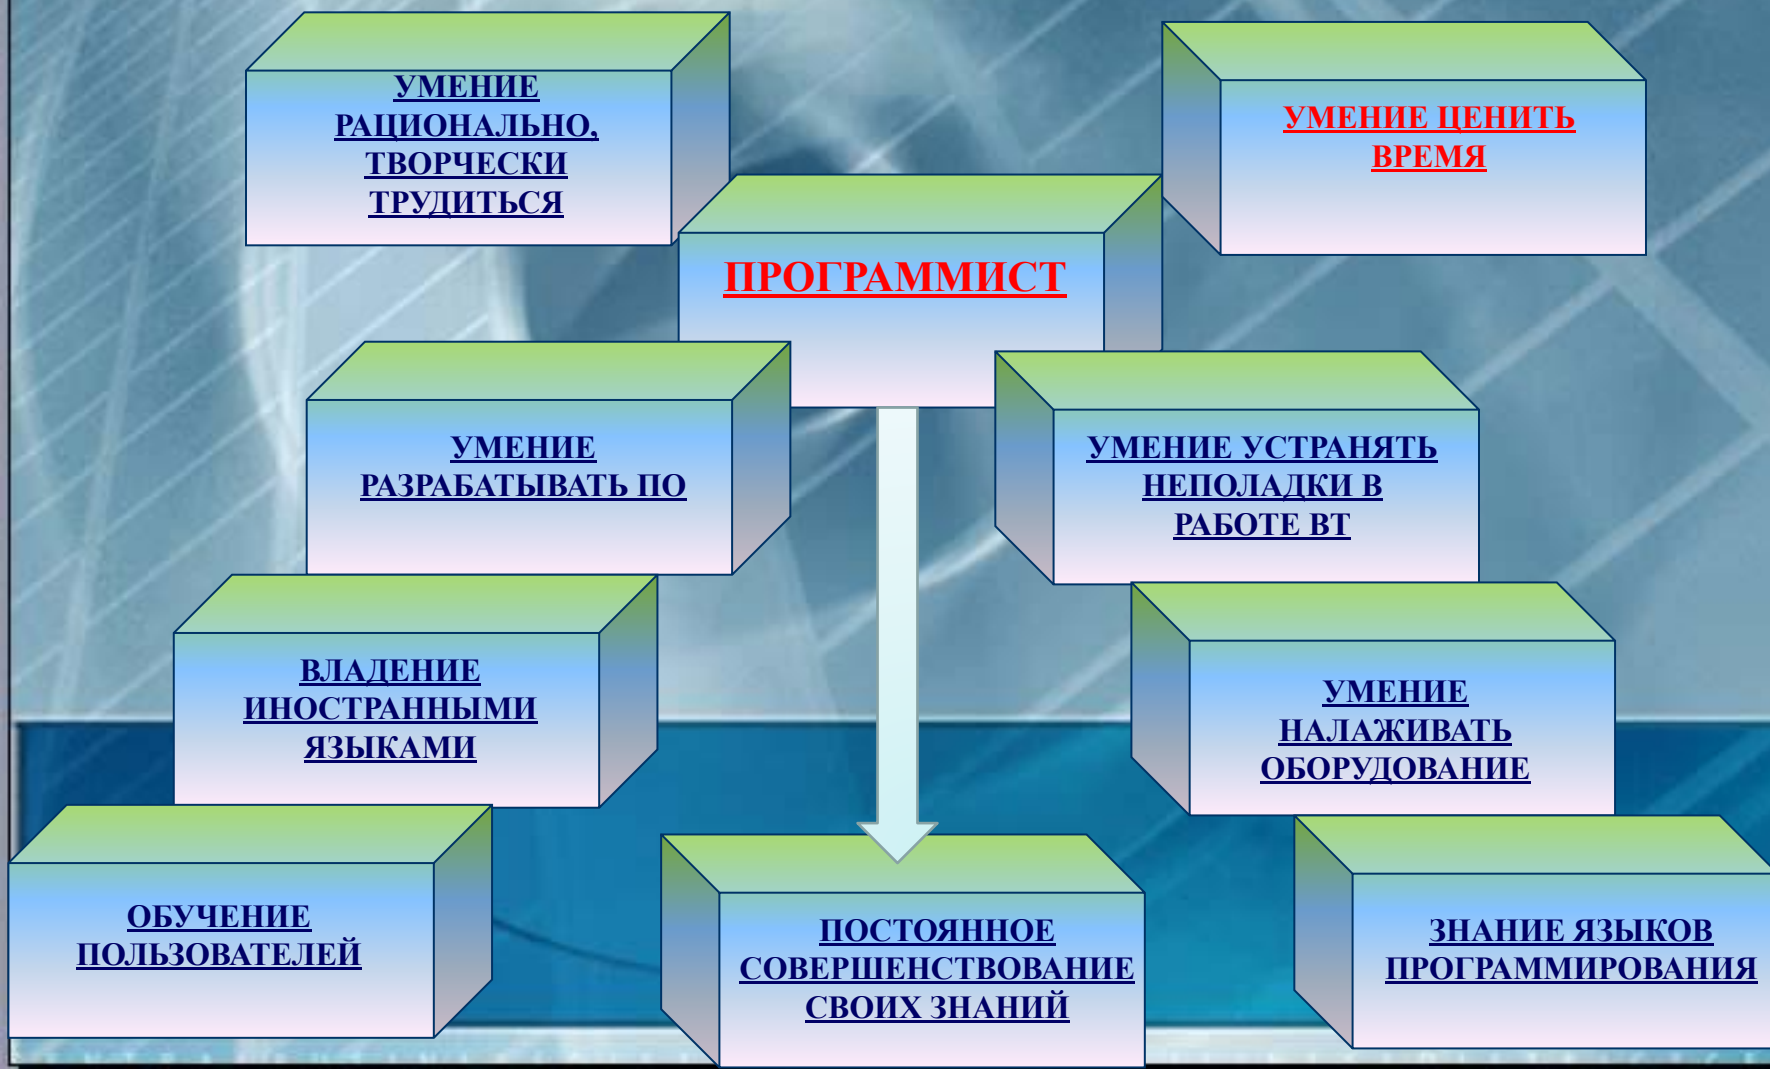 УМЕНИЕ
РАЦИОНАЛЬНО,
ТВОРЧЕСКИ
ТРУДИТЬСЯ
УМЕНИЕ ЦЕНИТЬ
ВРЕМЯ
ПРОГРАММИСТ
УМЕНИЕ
РАЗРАБАТЫВАТЬ ПО
УМЕНИЕ УСТРАНЯТЬ
НЕПОЛАДКИ В
РАБОТЕ ВТ
ВЛАДЕНИЕ
ИНОСТРАННЫМИ
ЯЗЫКАМИ
УМЕНИЕ
НАЛАЖИВАТЬ
ОБОРУДОВАНИЕ
ОБУЧЕНИЕ
ПОЛЬЗОВАТЕЛЕЙ
ПОСТОЯННОЕ
СОВЕРШЕНСТВОВАНИЕ
СВОИХ ЗНАНИЙ
ЗНАНИЕ ЯЗЫКОВ
ПРОГРАММИРОВАНИЯ